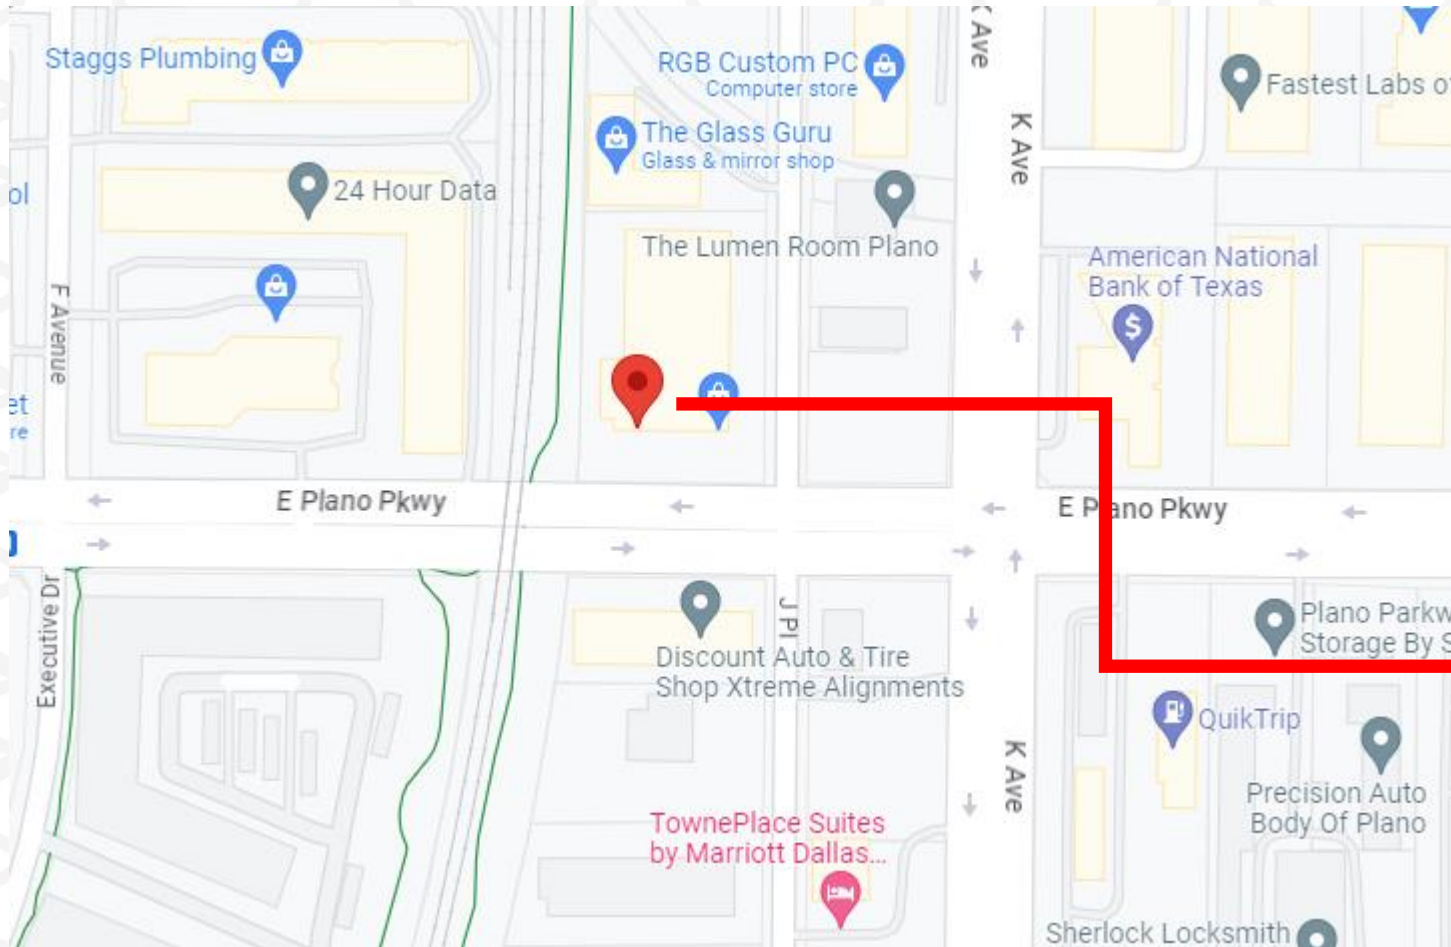 Staggs Plumbing
RGB Custom PC
Computer store
K Ave
Fastest Labs o
The Glass Guru
Glass & mirror shop
K Ave
24 Hour Data
ol
The Lumen Room Plano
American National
Bank of Texas
$
F Avenue
et
re
E Plano Pkwy
E Plano Pkwy
Executive Dr
J Pl
Plano Parkw
Storage By S
Discount Auto & Tire
Shop Xtreme Alignments
QuikTrip
K Ave
Precision Auto
Body Of Plano
TownePlace Suites
by Marriott Dallas...
Sherlock Locksmith